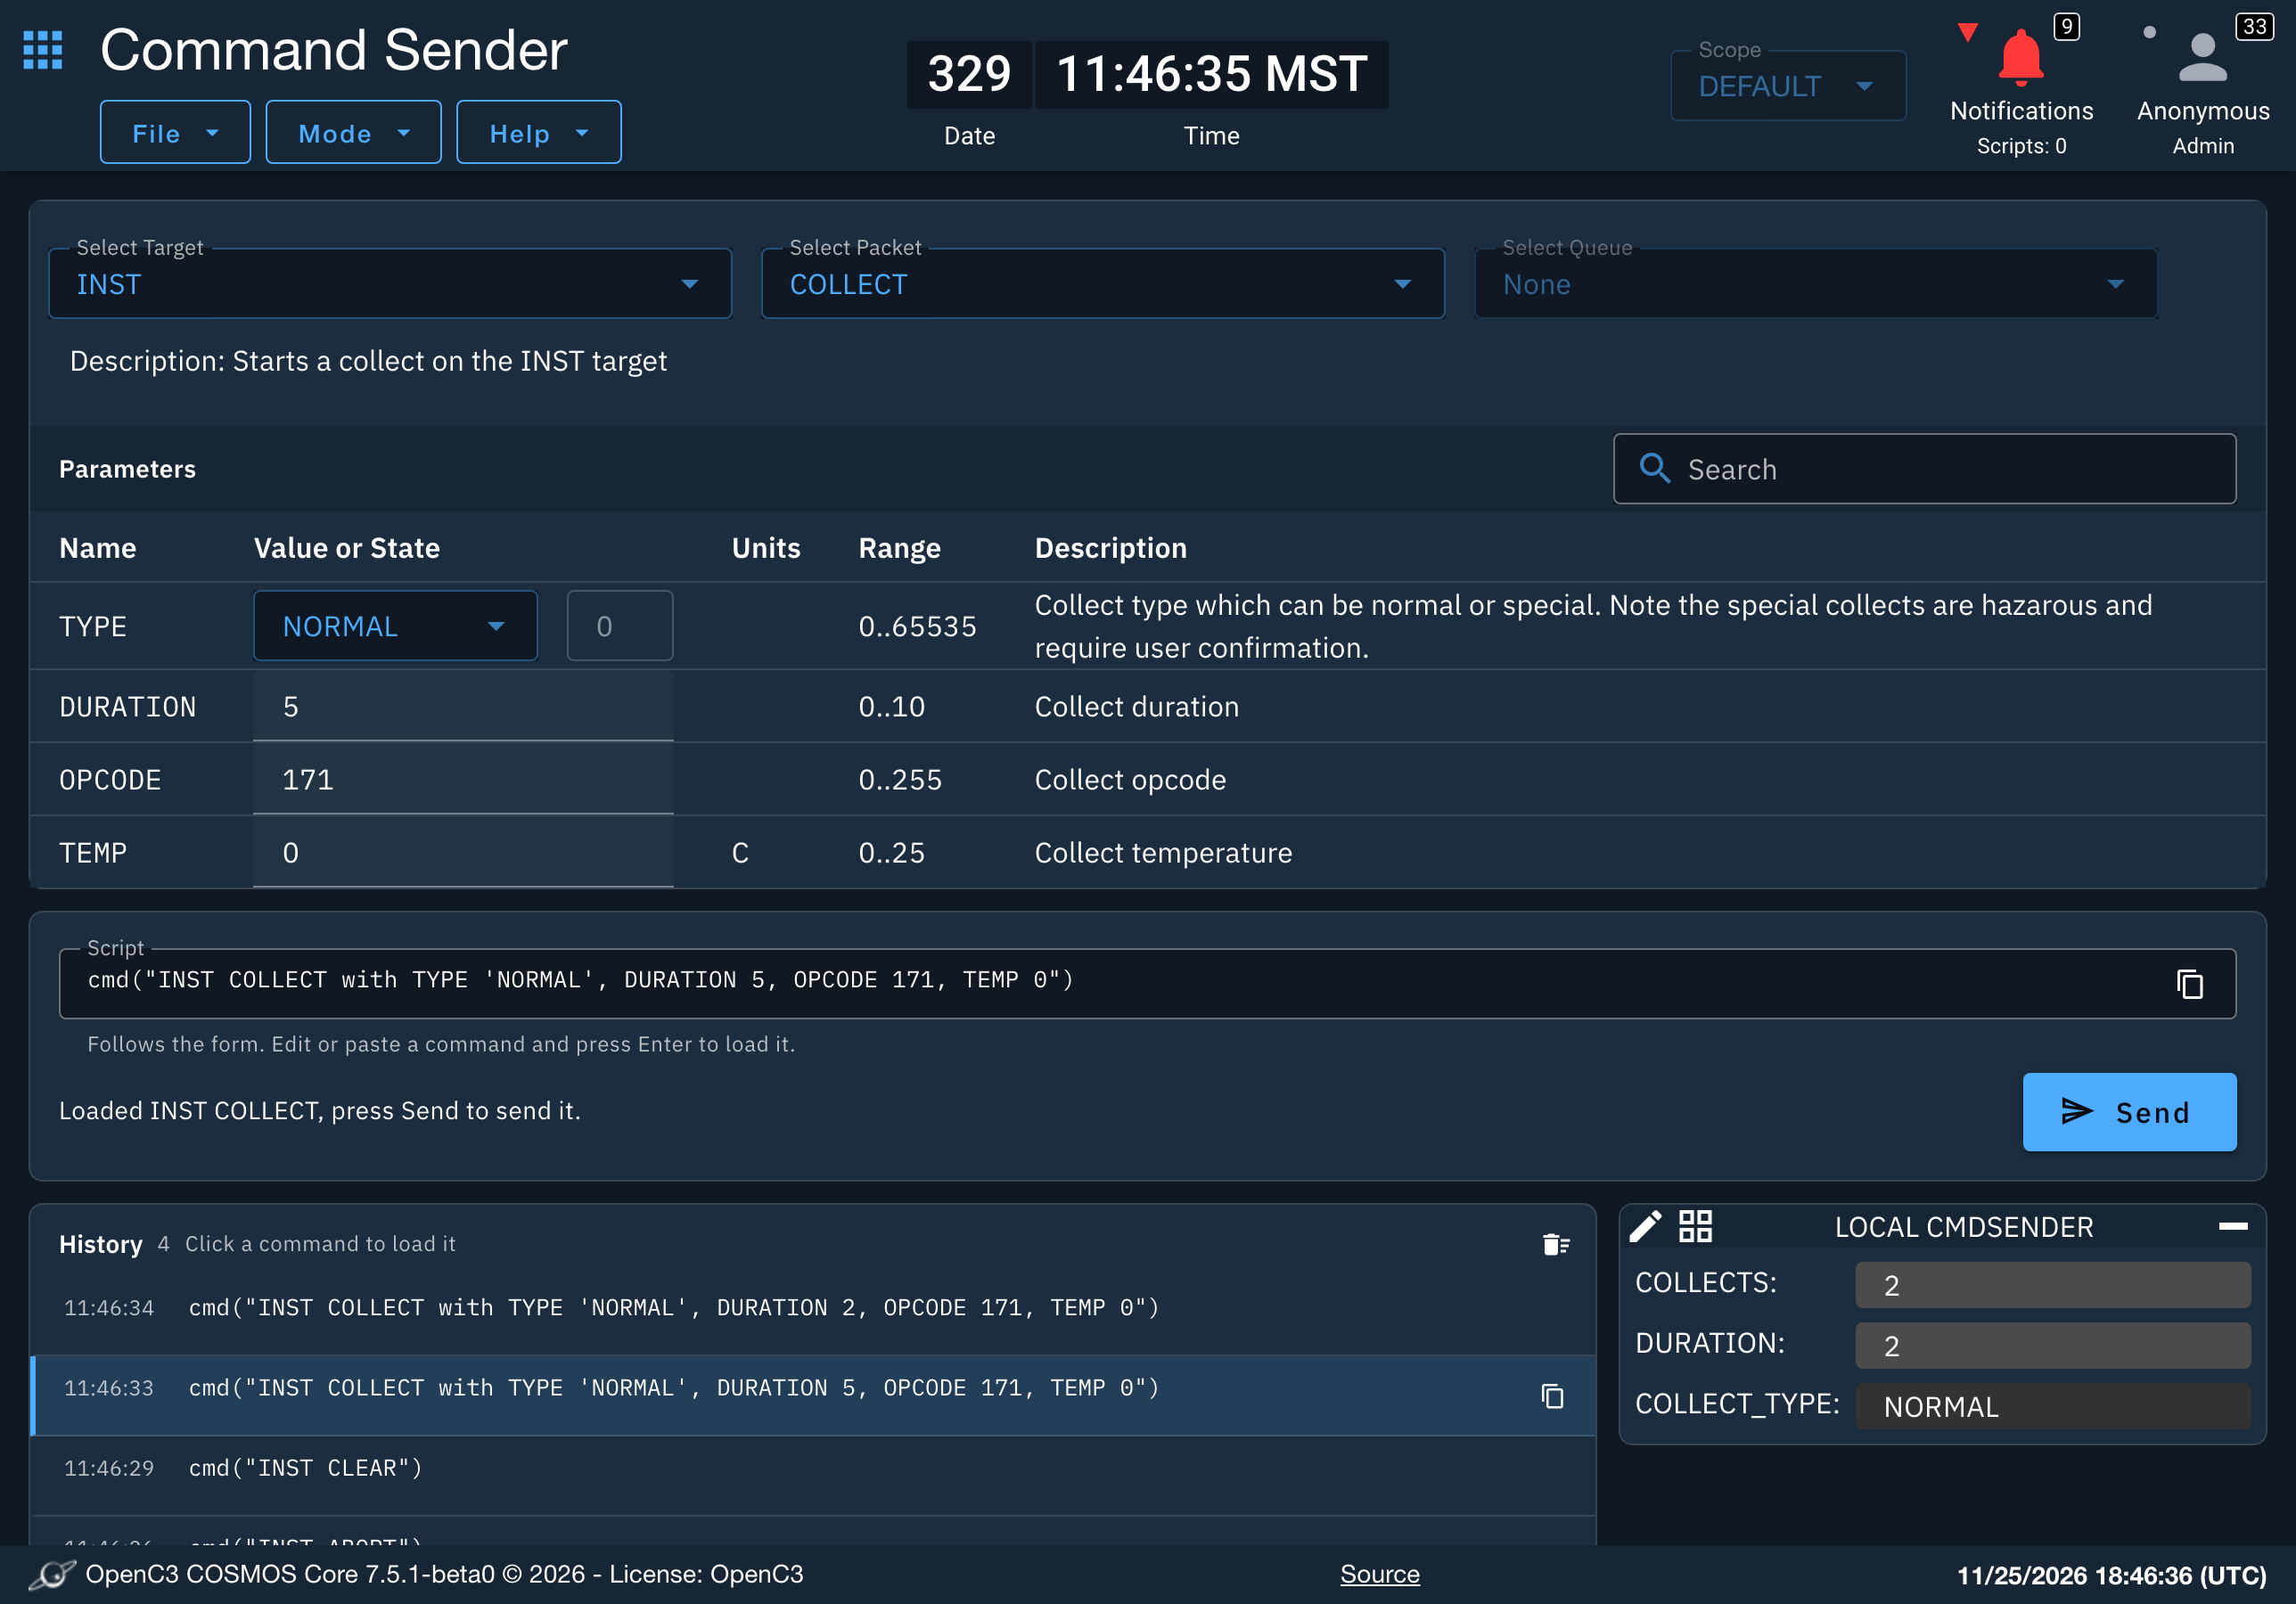 Command Sender
File
Mode
Help
329
11:46:35 MST
Date
Time
Scope
DEFAULT
9
Notifications
Scripts: 0
33
Anonymous
Admin
Select Target
INST
Select Packet
COLLECT
Select Queue
None
Description: Starts a collect on the INST target
Parameters
Search
Name Value or State Units Range Description
TYPE NORMAL 0 0..65535 Collect type which can be normal or special. Note the special collects are hazarous and
require user confirmation.
DURATION 5 0..10 Collect duration
OPCODE 171 0..255 Collect opcode
TEMP 0 C 0..25 Collect temperature
Script
cmd("INST COLLECT with TYPE 'NORMAL', DURATION 5, OPCODE 171, TEMP 0")
Follows the form. Edit or paste a command and press Enter to load it.
Loaded INST COLLECT, press Send to send it.
Send
History 4 Click a command to load it
11:46:34 cmd("INST COLLECT with TYPE 'NORMAL', DURATION 2, OPCODE 171, TEMP 0")
11:46:33 cmd("INST COLLECT with TYPE 'NORMAL', DURATION 5, OPCODE 171, TEMP 0")
11:46:29 cmd("INST CLEAR")
cmd("INST ABORT")
LOCAL CMDSENDER
COLLECTS: 2
DURATION: 2
COLLECT_TYPE: NORMAL
OpenC3 COSMOS Core 7.5.1-beta0 © 2026 - License: OpenC3
Source
11/25/2026 18:46:36 (UTC)